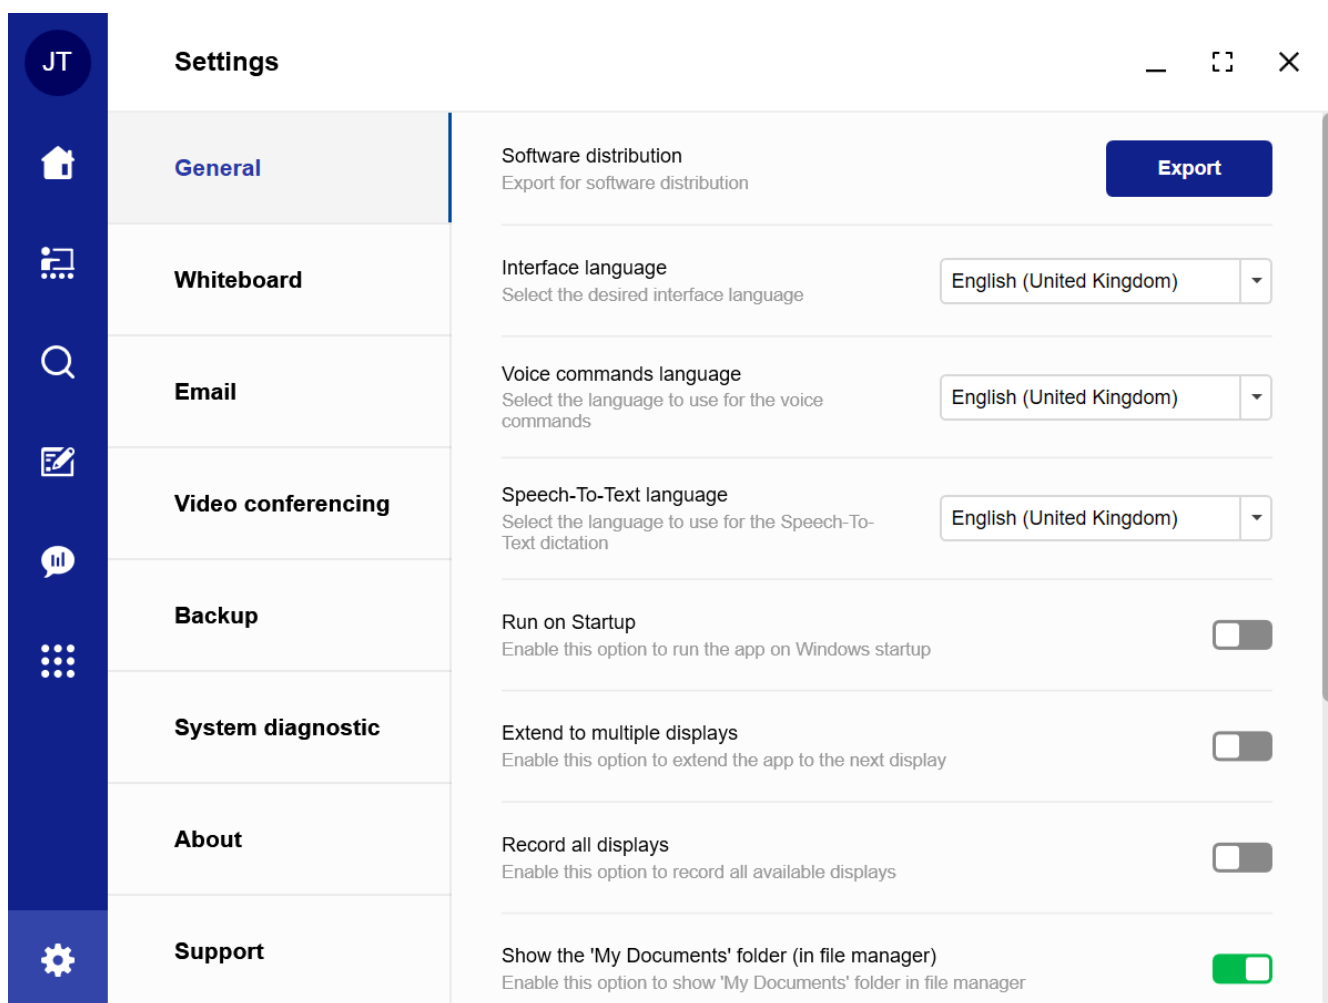 JT
Settings
General
Whiteboard
Email
Video conferencing
Backup
System diagnostic
About
Support
Software distribution
Export for software distribution
Export
Interface language
Select the desired interface language
English (United Kingdom)
Voice commands language
Select the language to use for the voice
commands
English (United Kingdom)
Speech-To-Text language
Select the language to use for the Speech-To-
Text dictation
English (United Kingdom)
Run on Startup
Enable this option to run the app on Windows startup
Extend to multiple displays
Enable this option to extend the app to the next display
Record all displays
Enable this option to record all available displays
Show the 'My Documents' folder (in file manager)
Enable this option to show 'My Documents' folder in file manager